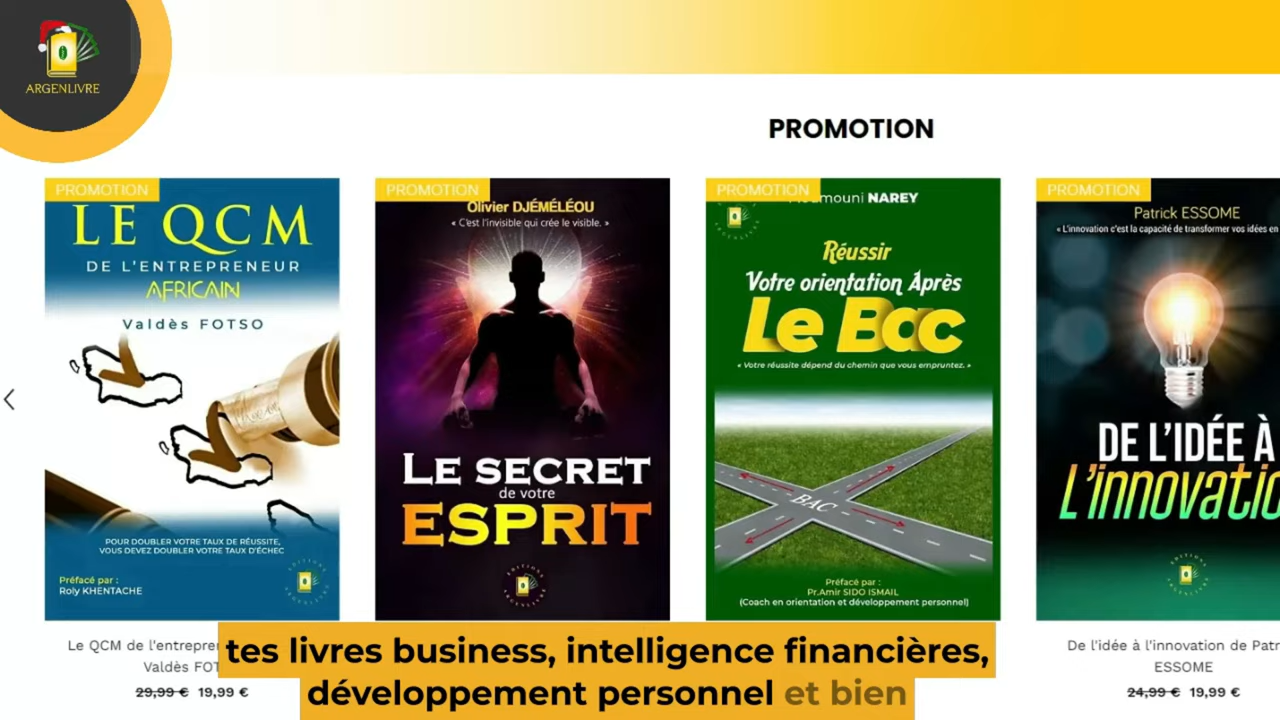 ARGENLIVRE
PROMOTION
PROMOTION
LE QCM
DE L'ENTREPRENEUR
AFRICAIN
Valdès FOTSO
POUR DOUBLER VOTRE TAUX DE RÉUSSITE,
VOUS DEVEZ DOUBLER VOTRE TAUX D'ÉCHEC
Préfacé par :
Roly KHENTACHE
PROMOTION
Olivier DJÉMÉLÉOU
« C'est l'invisible qui crée le visible. »
LE SECRET
de votre
ESPRIT
PROMOTION
NAREY
Réussir
Votre orientation Après
Le Bac
« Votre réussite dépend du chemin que vous empruntez. »
BAC
Préfacé par :
Pr.Amir SIDO ISMAIL
(Coach en orientation et développement personnel)
PROMOTION
Patrick ESSOME
« L'innovation c'est la capacité de transformer vos idées en
DE L'IDÉE À
L'innovatio
Le QCM de l'entrepre
Valdès FOT
29,99 € 19,99 €
De l'idée à l'innovation de Patr
ESSOME
24,99 € 19,99 €
tes livres business, intelligence financières,
développement personnel et bien